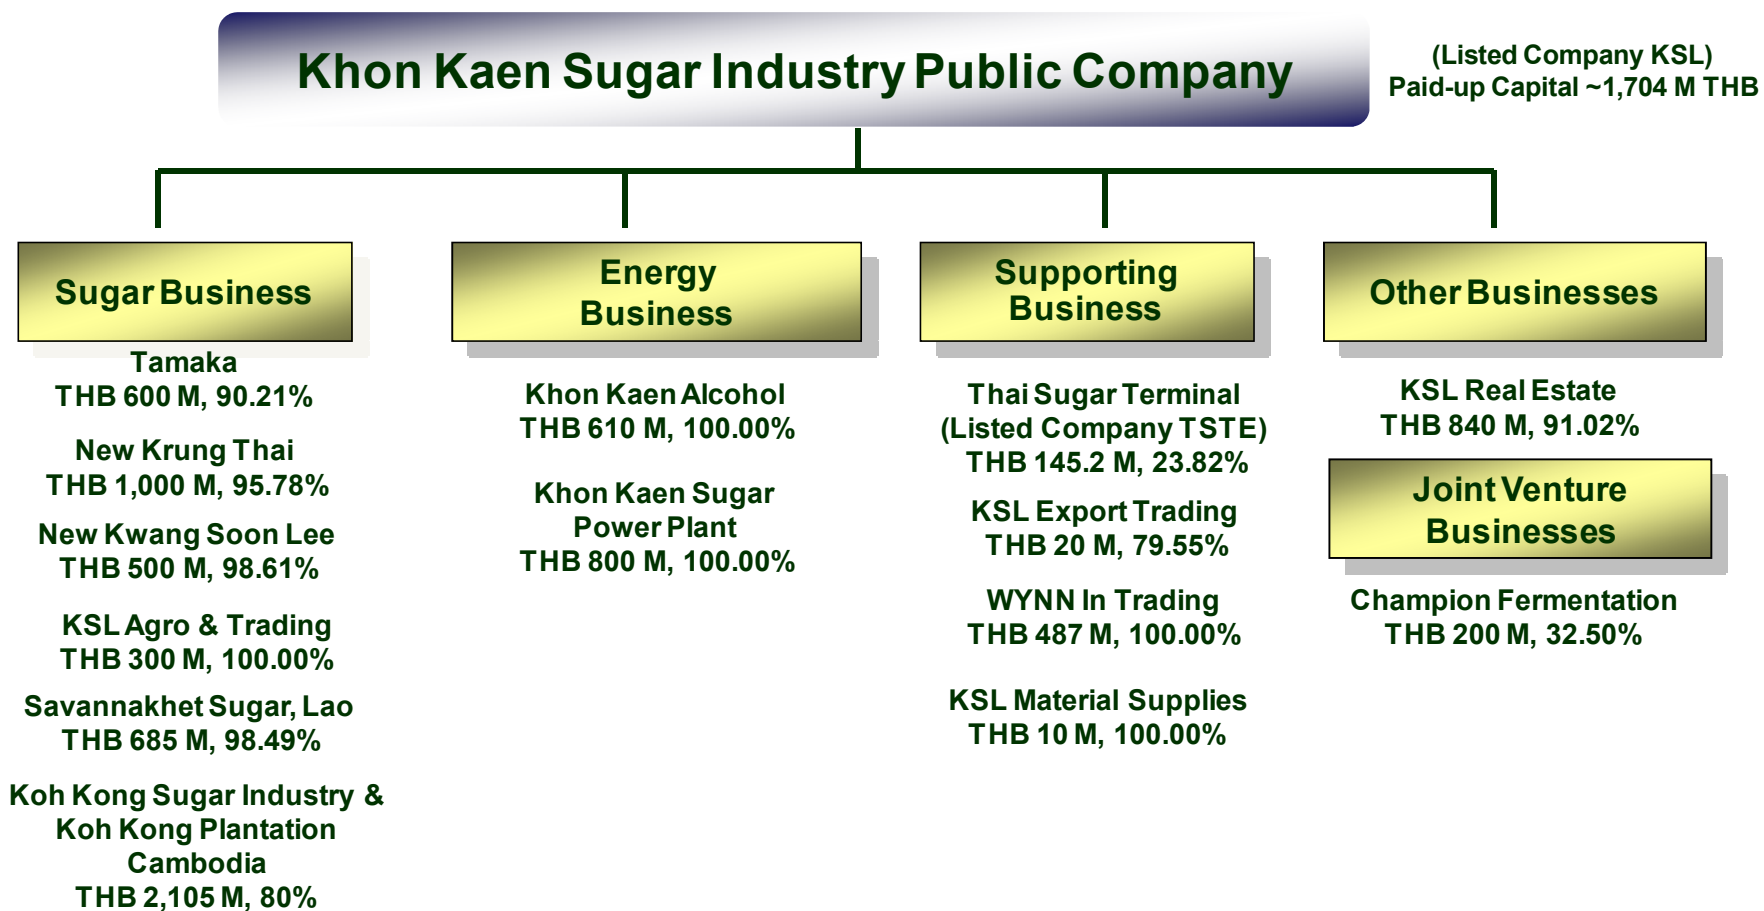 Khon Kaen Sugar Industry Public Company
(Listed Company KSL)
Paid-up Capital ~1,704 M THB
Sugar Business
Tamaka
THB 600 M, 90.21%
New Krung Thai
THB 1,000 M, 95.78%
New Kwang Soon Lee
THB 500 M, 98.61%
KSL Agro & Trading
THB 300 M, 100.00%
Savannakhet Sugar, Lao
THB 685 M, 98.49%
Koh Kong Sugar Industry &
Koh Kong Plantation
Cambodia
THB 2,105 M, 80%
Energy
Business
Khon Kaen Alcohol
THB 610 M, 100.00%
Khon Kaen Sugar
Power Plant
THB 800 M, 100.00%
Supporting
Business
Thai Sugar Terminal
(Listed Company TSTE)
THB 145.2 M, 23.82%
KSL Export Trading
THB 20 M, 79.55%
WYNN In Trading
THB 487 M, 100.00%
KSL Material Supplies
THB 10 M, 100.00%
Other Businesses
KSL Real Estate
THB 840 M, 91.02%
Joint Venture
Businesses
Champion Fermentation
THB 200 M, 32.50%